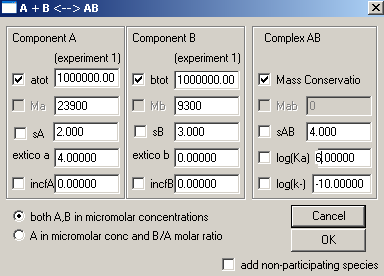 A + B <--> AB
Component A
Component B
Complex AB
(experiment 1)
(experiment 1)
atot 1000000.00
btot 1000000.00
Mass Conservatio
Ma 23900
Mb 9300
Mab 0
sA 2.000
sB 3.000
sAB 4.000
extico a 4.00000
extico b 0.00000
log(Ka) 6.00000
incfA 0.00000
incfB 0.00000
log(k-) -10.00000
both A,B in micromolar concentrations
Cancel
A in micromolar conc and B/A molar ratio
OK
add non-participating species